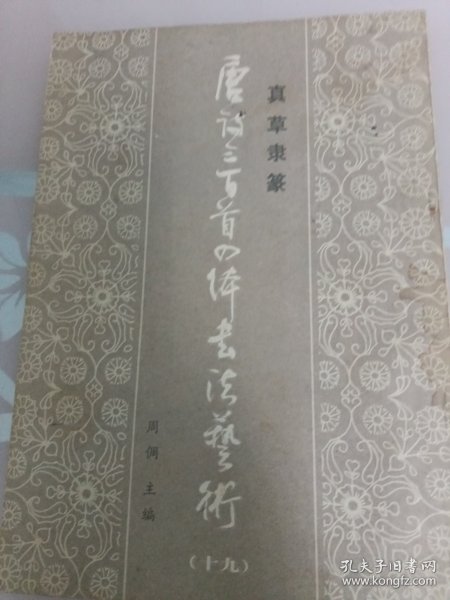 真草隶篆
唐诗三百首四体书法艺術
周倜主编
（十九）
孔夫子旧书网
www.kongfz.com